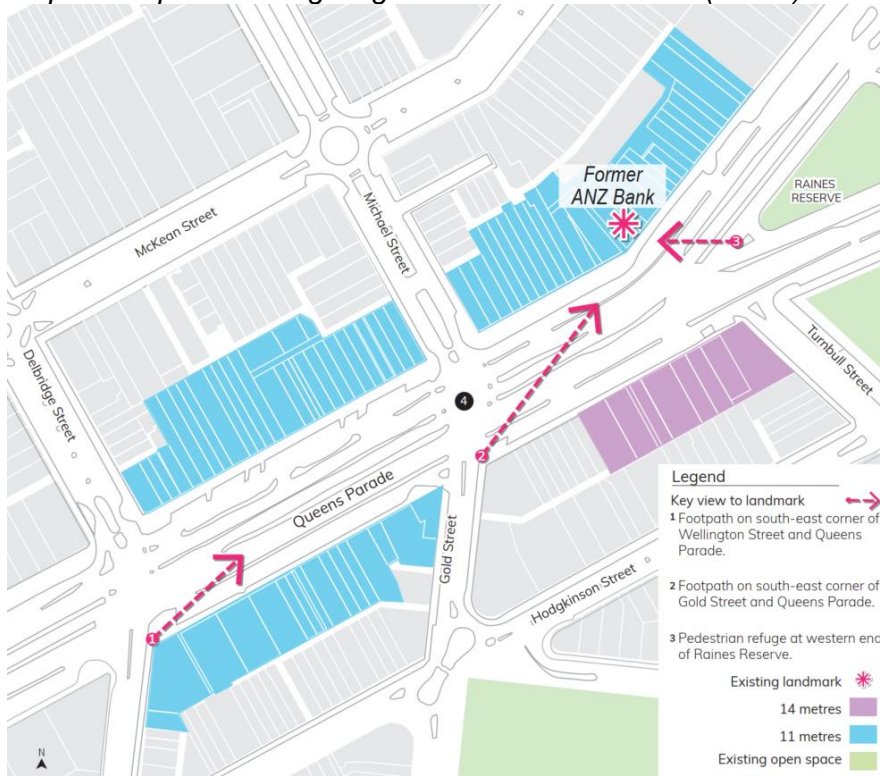 Former
ANZ Bank
RAINES
RESERVE
3
McKean Street
Michael Street
Delbridge Street
Turnbull Street
4
2
Queens Parade
Gold Street
Hodgkinson Street
1
N
Legend
Key view to landmark
1 Footpath on south-east corner of
Wellington Street and Queens
Parade.
2 Footpath on south-east corner of
Gold Street and Queens Parade.
3 Pedestrian refuge at western end
of Raines Reserve.
Existing landmark
14 metres
11 metres
Existing open space